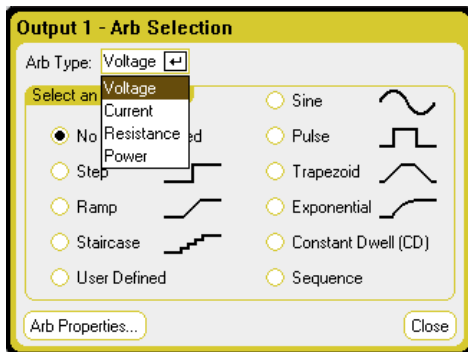 Output 1 - Arb Selection
Arb Type: Voltage
Voltage
Current
Resistance
Power
Select an
No
ed
Step
Ramp
Staircase
User Defined
Sine
Pulse
Trapezoid
Exponential
Constant Dwell (CD)
Sequence
Arb Properties...
Close